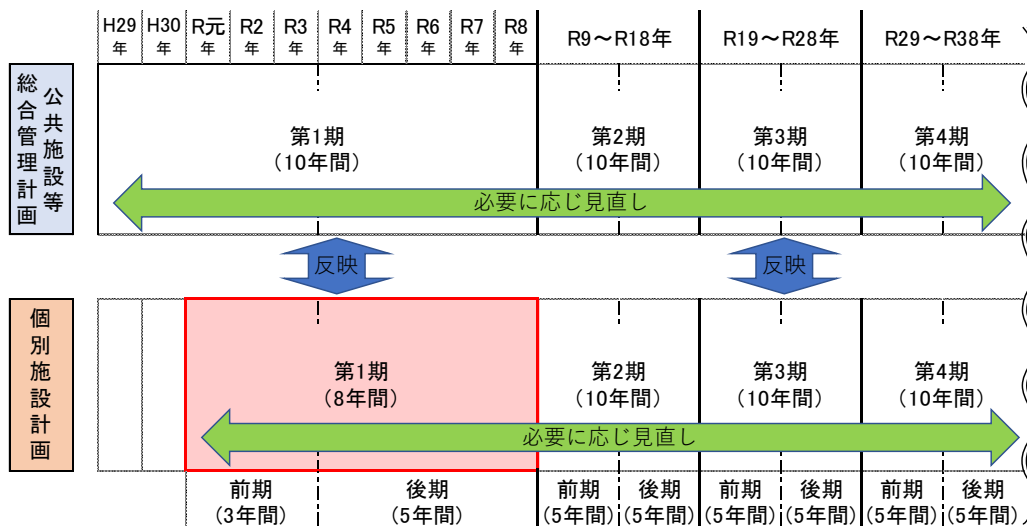 H29年 H30年 R元年 R2年 R3年 R4年 R5年 R6年 R7年 R8年 R9～R18年 R19～R28年 R29～R38年
公共施設等
総合管理計画
第1期 第2期 第3期 第4期
(10年間) (10年間) (10年間) (10年間)
必要に応じ見直し
反映 反映
個別施設計画
第1期 第2期 第3期 第4期
(8年間) (10年間) (10年間) (10年間)
必要に応じ見直し
前期 後期 前期 後期 前期 後期 前期 後期
(3年間) (5年間) (5年間) (5年間) (5年間) (5年間) (5年間) (5年間)